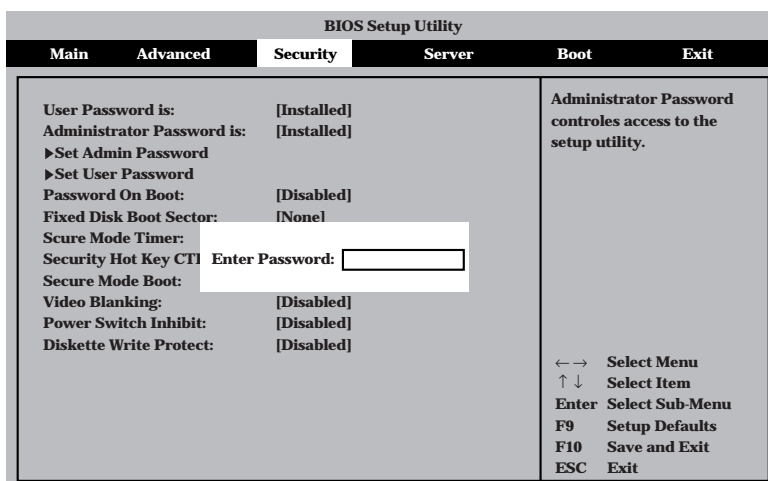 BIOS Setup Utility
Main Advanced Security Server Boot Exit
User Password is: [Installed]
Administrator Password is: [Installed]
▶Set Admin Password
▶Set User Password
Password On Boot: [Disabled]
Fixed Disk Boot Sector: [None]
Scure Mode Timer:
Security Hot Key CT
Secure Mode Boot:
Enter Password:
Video Blanking: [Disabled]
Power Switch Inhibit: [Disabled]
Diskette Write Protect: [Disabled]
Administrator Password
controles access to the
setup utility.
←→ Select Menu
↑↓ Select Item
Enter Select Sub-Menu
F9 Setup Defaults
F10 Save and Exit
ESC Exit